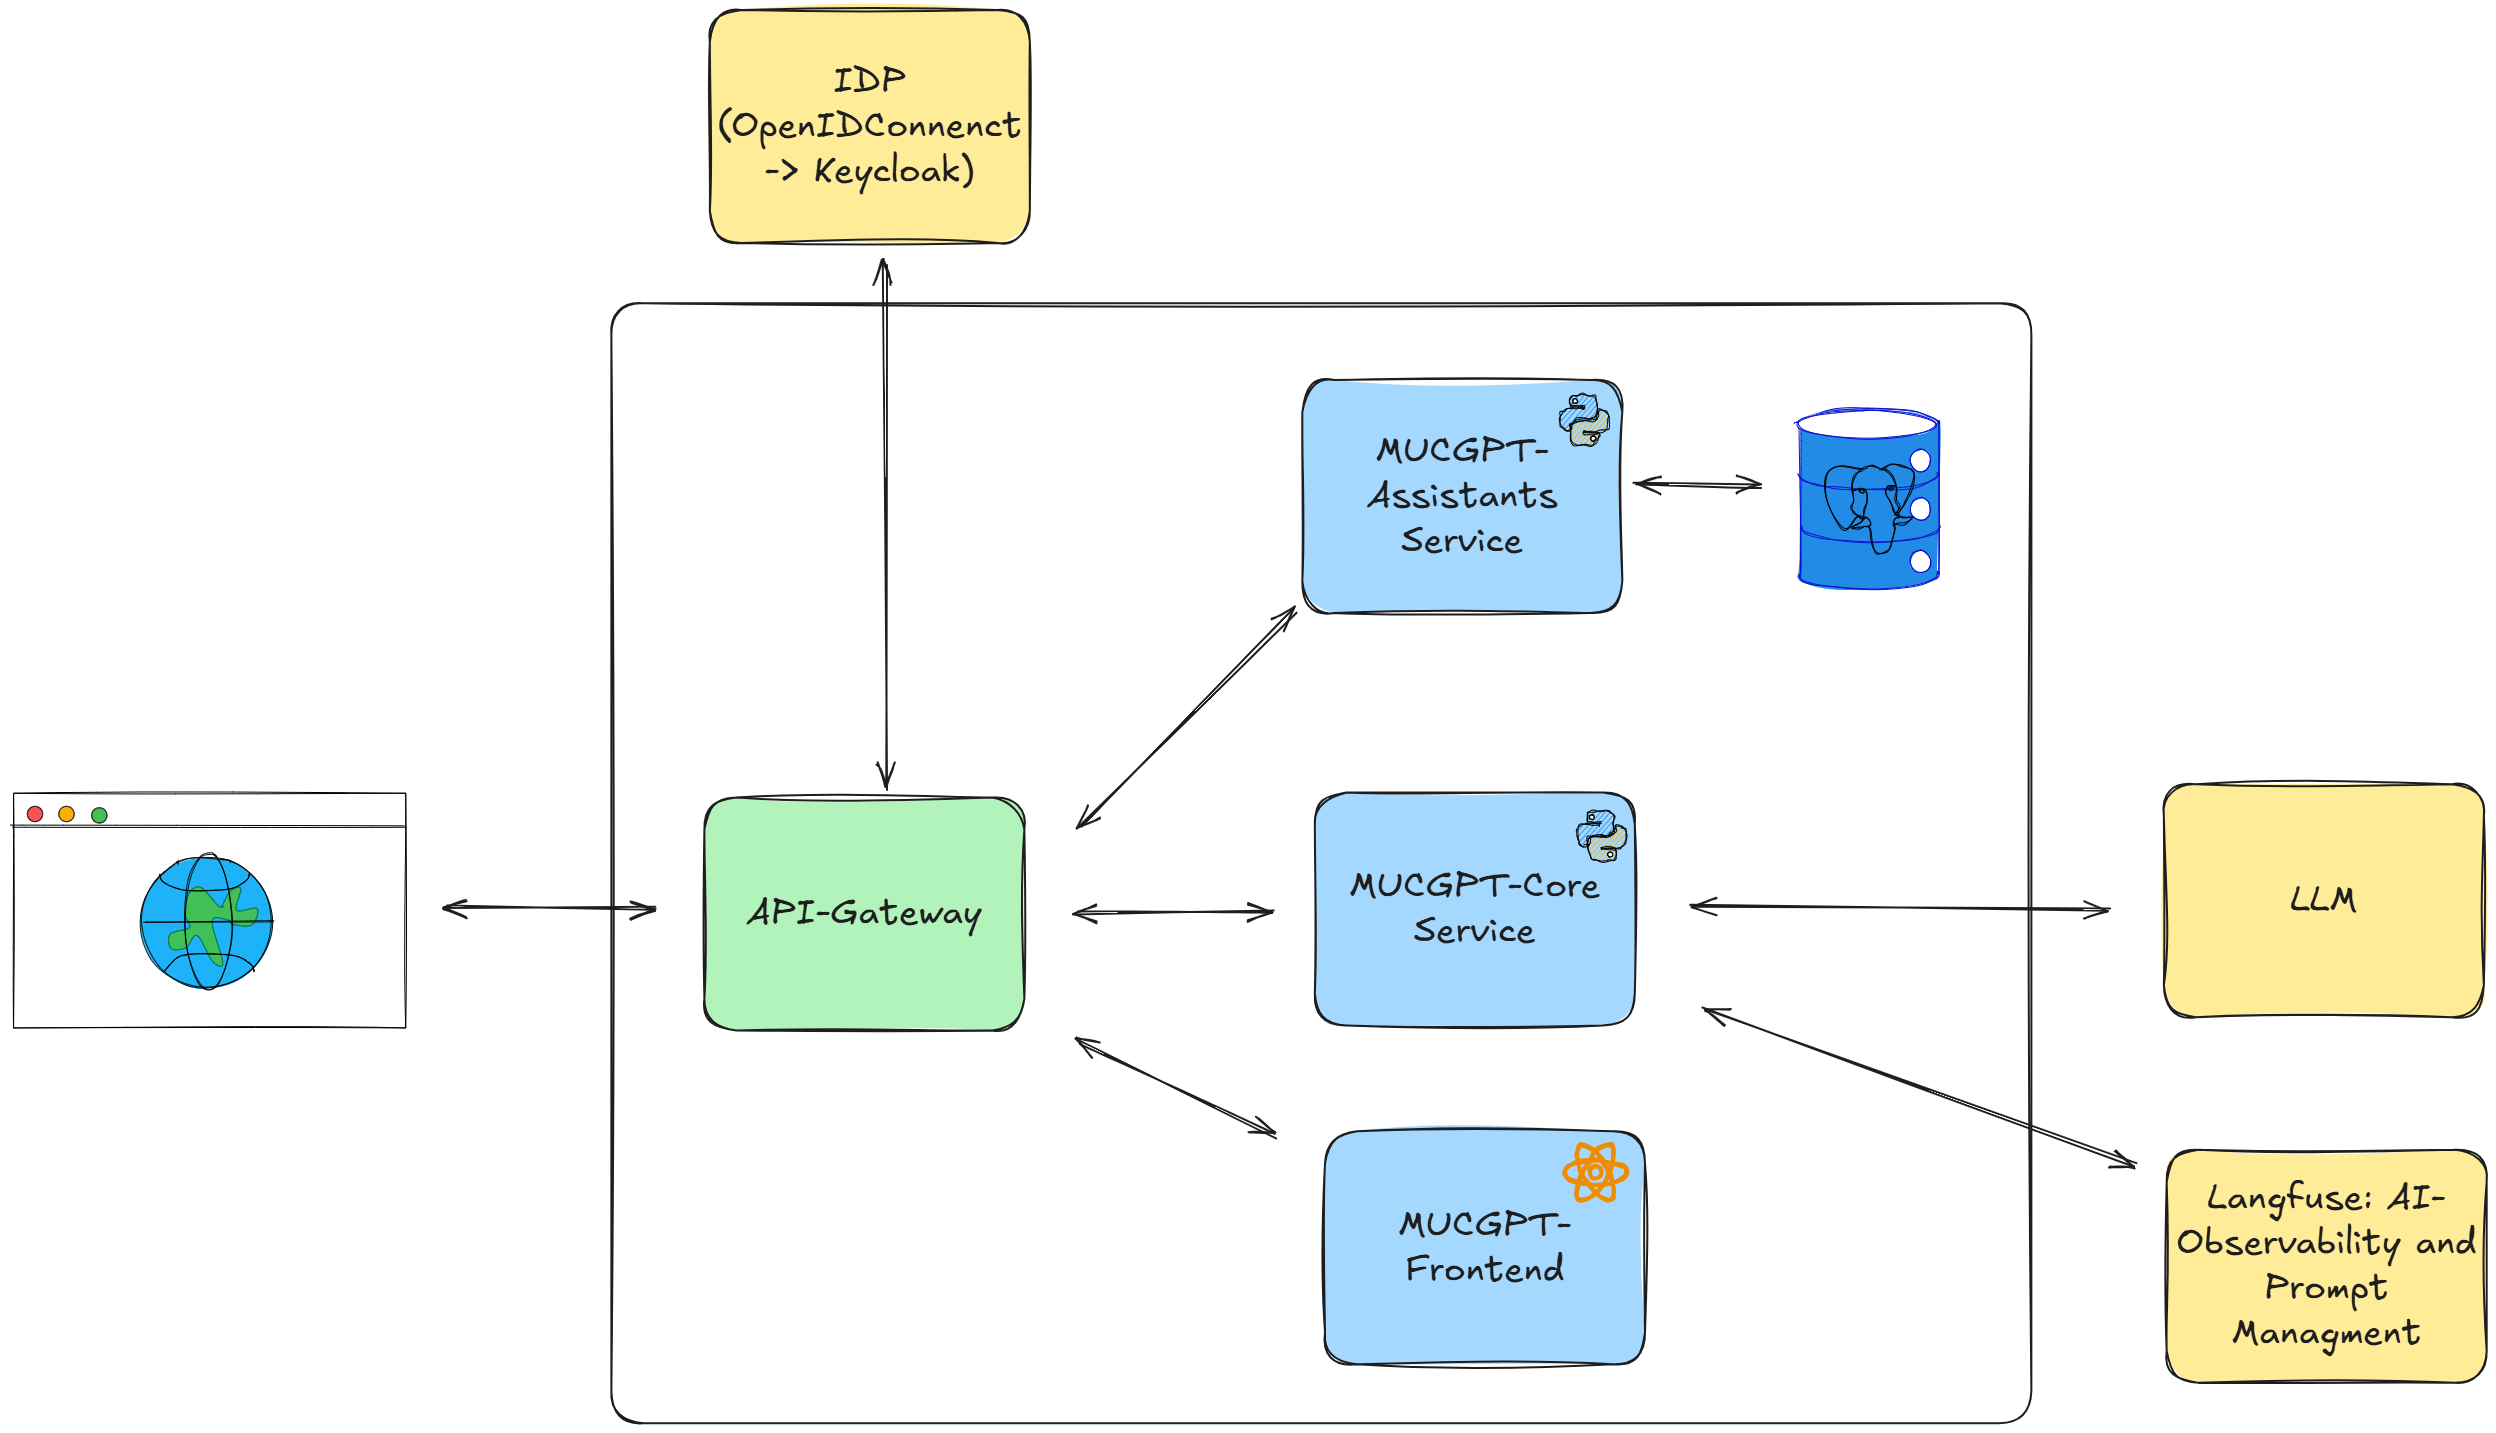 IDP
(OpenIDConnenct
-> Keycloak)
MUCGPT-
Assistants
Service
API-Gateway
MUCGPT-Core
Service
LLM
MUCGPT-
Frontend
Langfuse: AI-
Observability and
Prompt
Managment